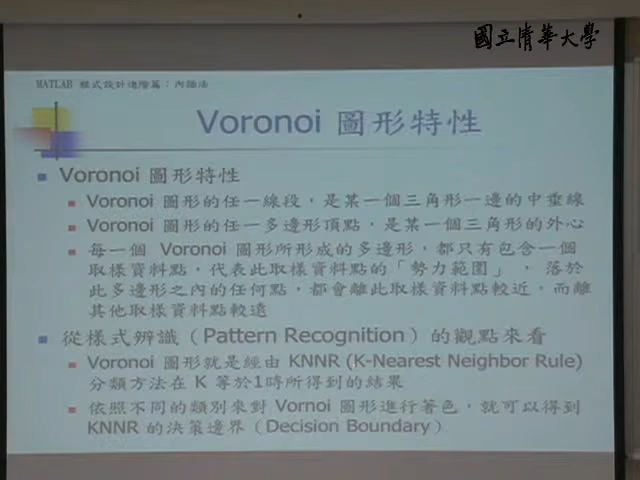 國立清華大學
MATLAB 程式設計進階篇：內插法
Voronoi 圖形特性
Voronoi 圖形特性
Voronoi 圖形的任一線段，是某一個三角形一邊的中垂線
Voronoi 圖形的任一多邊形頂點，是某一個三角形的外心
每一個 Voronoi 圖形所形成的多邊形，都只有包含一個
取樣資料點，代表此取樣資料點的「勢力範圍」，落於
此多邊形之內的任何點，都會離此取樣資料點較近，而離
其他取樣資料點較遠
從樣式辨識（Pattern Recognition）的觀點來看
Voronoi 圖形就是經由 KNNR (K-Nearest Neighbor Rule)
分類方法在 K 等於1時所得到的結果
依照不同的類別來對 Vornoi 圖形進行著色，就可以得到
KNNR 的決策邊界（Decision Boundary）